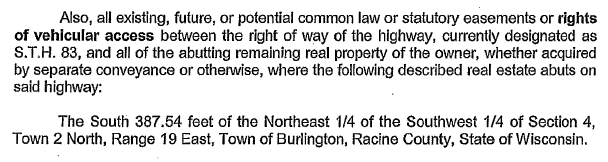 Also, all existing, future, or potential common law or statutory easements or rights
of vehicular access between the right of way of the highway, currently designated as
S.T.H. 83, and all of the abutting remaining real property of the owner, whether acquired
by separate conveyance or otherwise, where the following described real estate abuts on
said highway:
The South 387.54 feet of the Northeast 1/4 of the Southwest 1/4 of Section 4,
Town 2 North, Range 19 East, Town of Burlington, Racine County, State of Wisconsin.